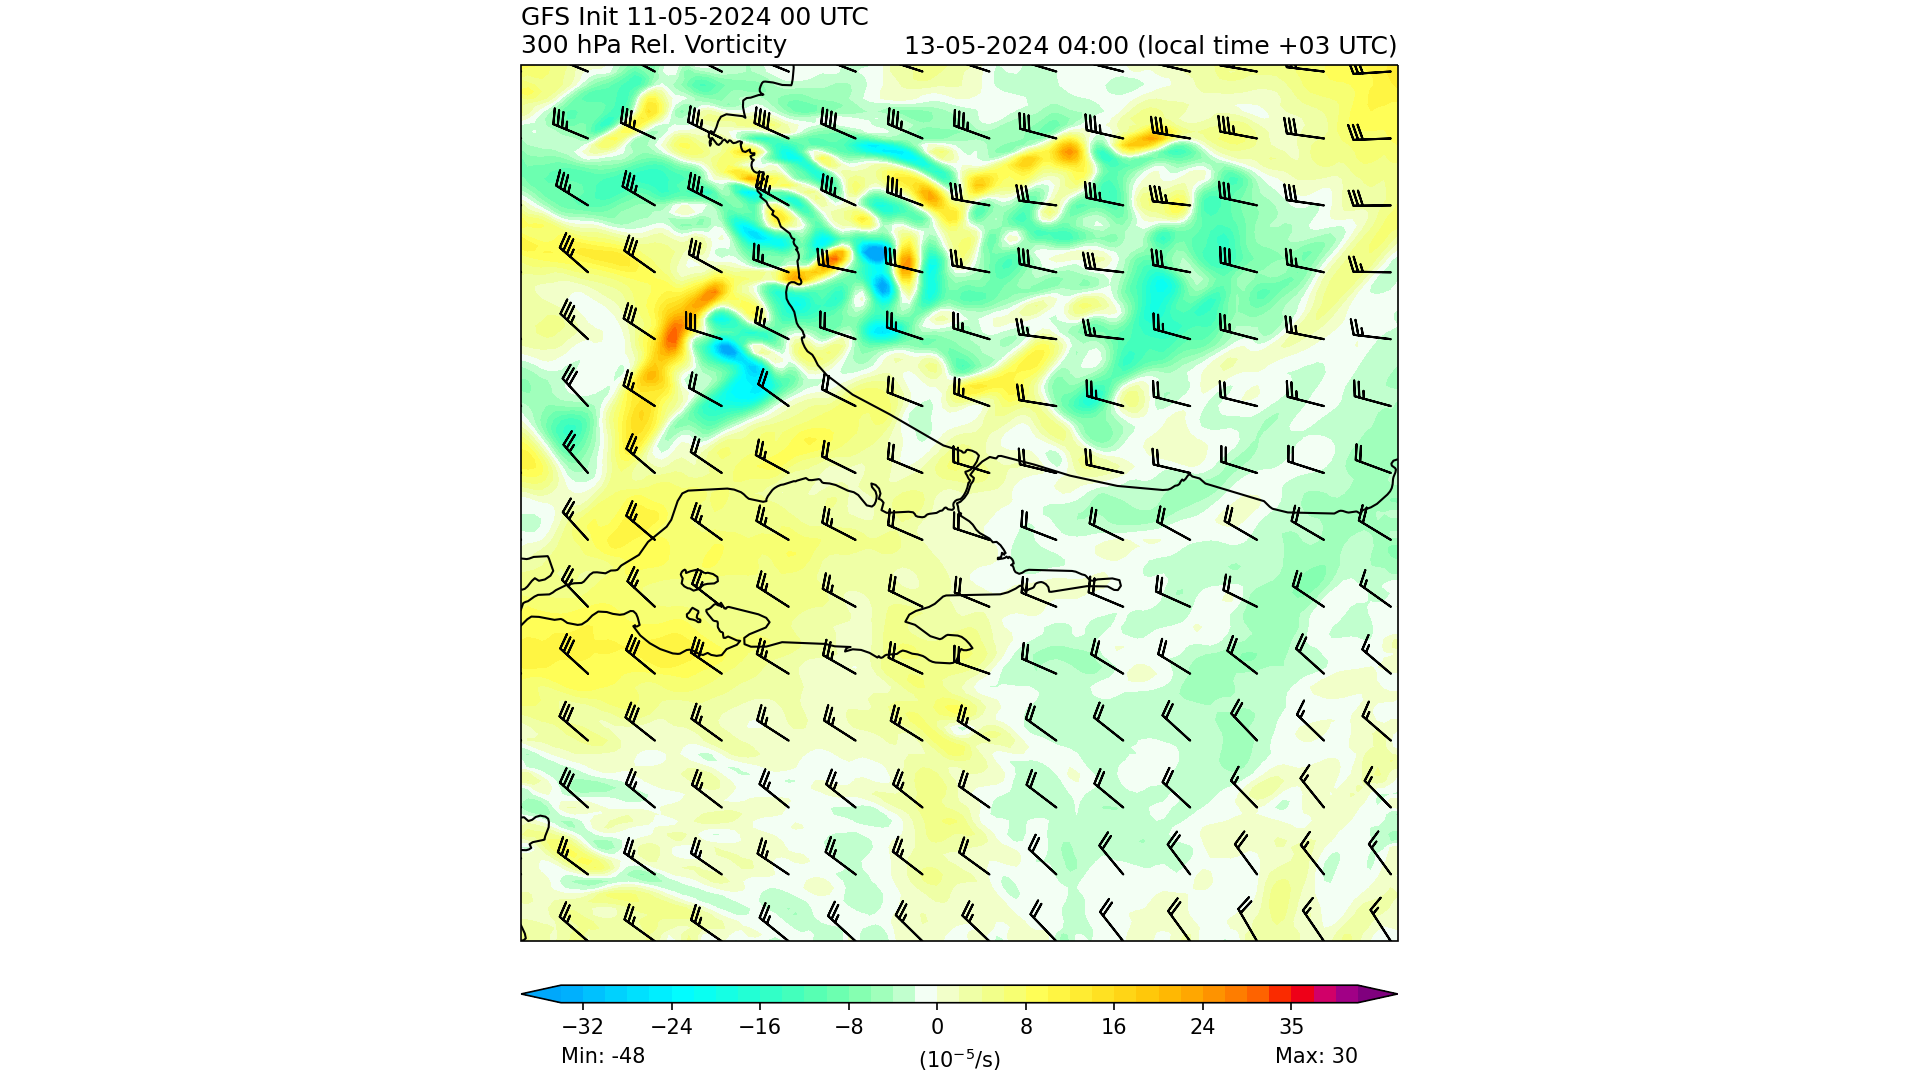 GFS Init 11-05-2024 00 UTC
300 hPa Rel. Vorticity
13-05-2024 04:00 (local time +03 UTC)
−32 −24 −16 −8 0 8 16 24 35
Min: -48
(10⁻⁵/s)
Max: 30